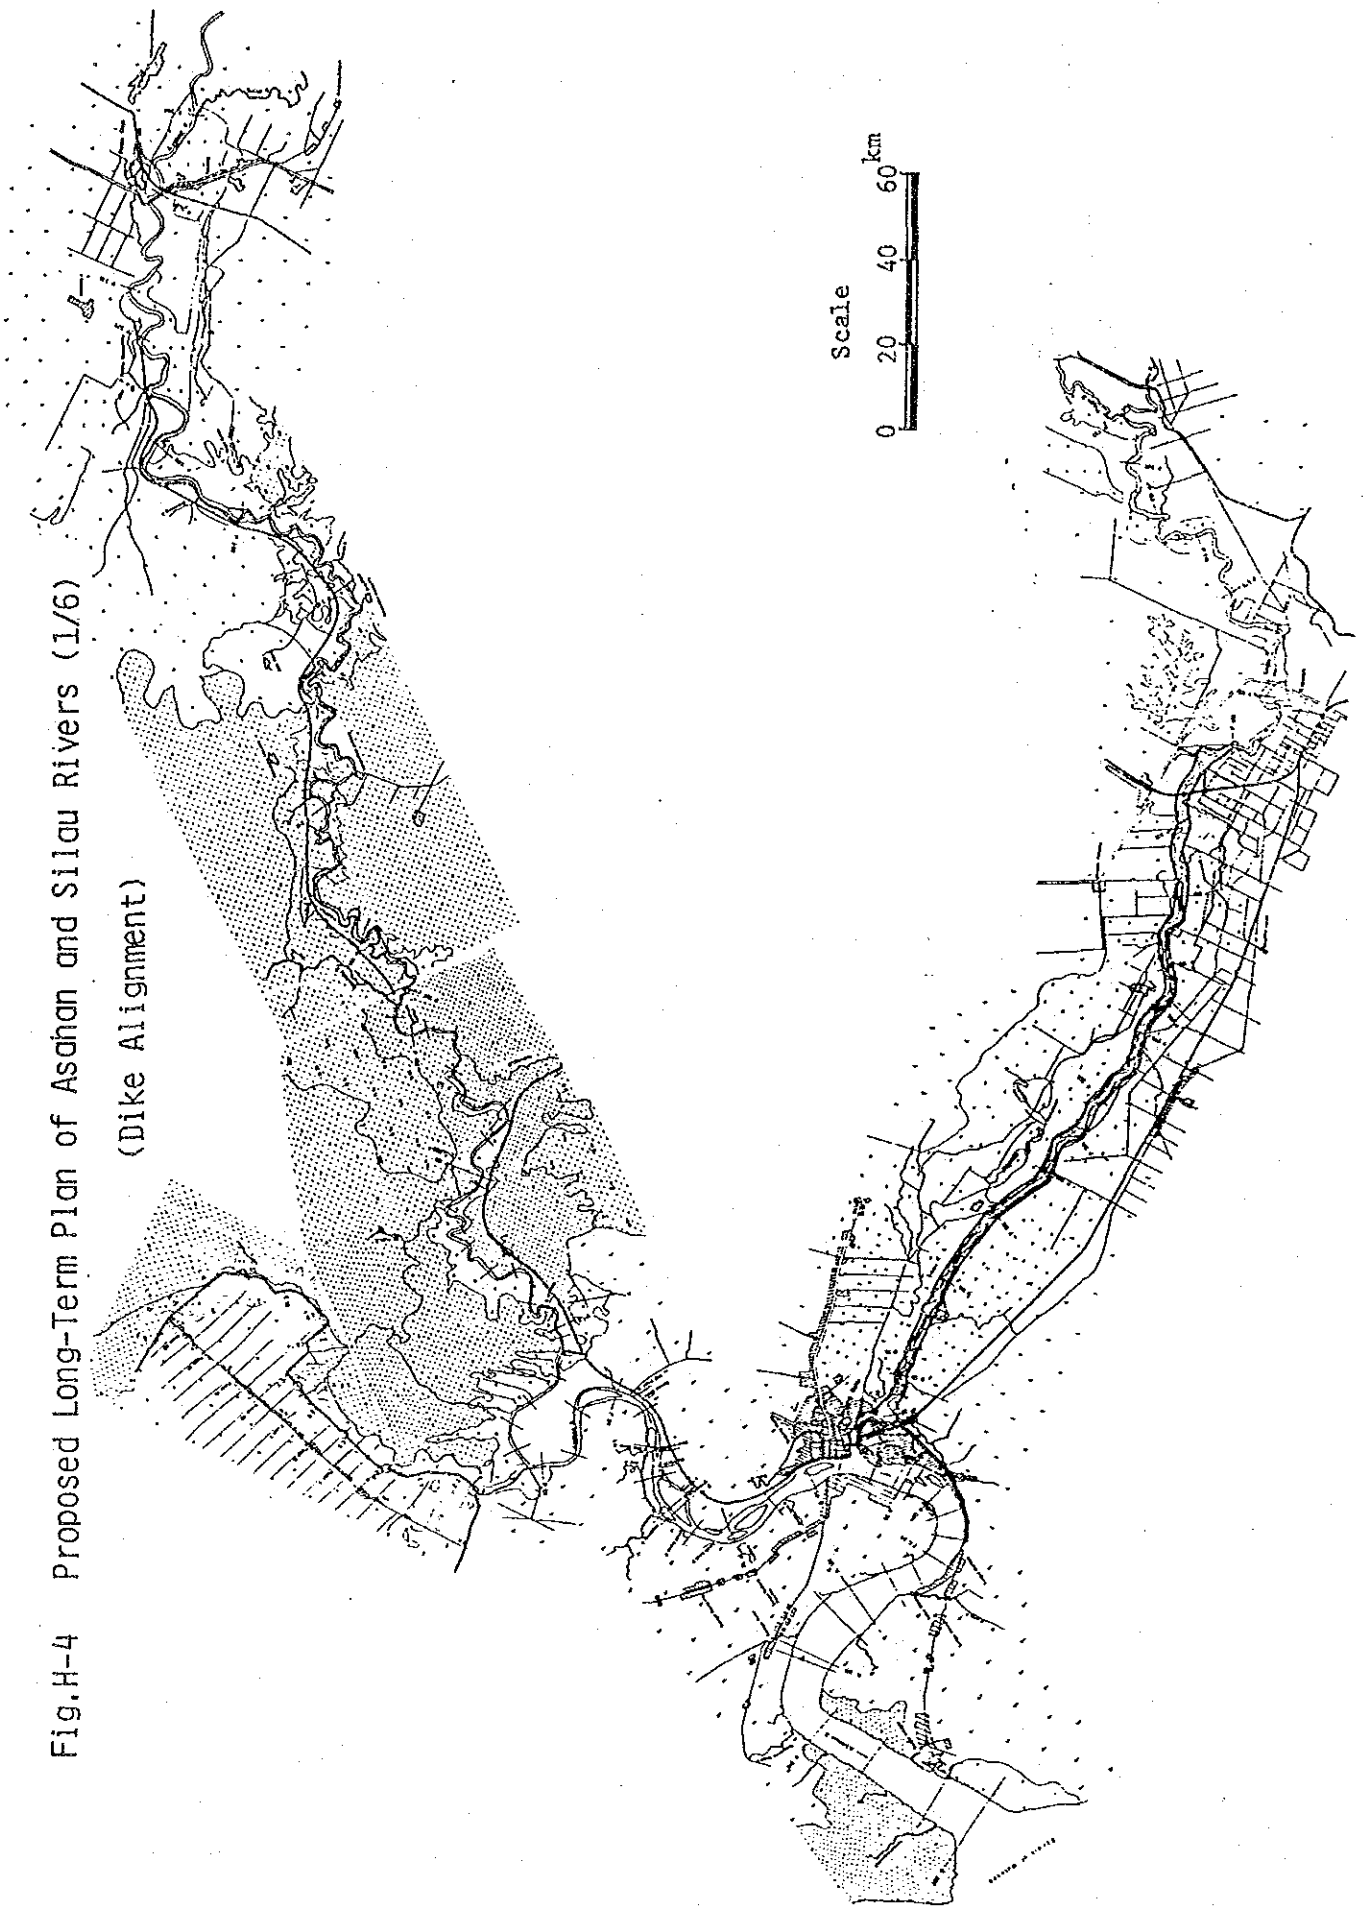 Fig.H-4 Proposed Long-Term Plan of Asahan and Silau Rivers (1/6)
(Dike Alignment)
Scale
0 20 40 60 km